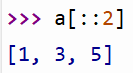 >>> a[::2]
[1, 3, 5]